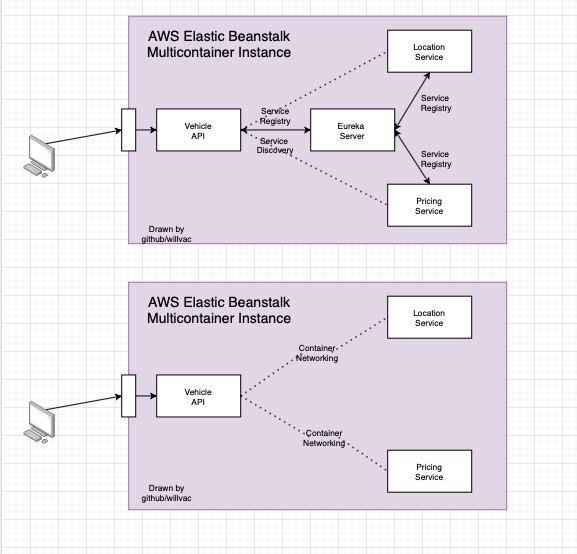 AWS Elastic Beanstalk
Multicontainer Instance
Location
Service
Service
Registry
Vehicle
API
Service
Registry
Service
Discovery
Eureka
Server
Service
Registry
Pricing
Service
Drawn by
github/willvac
AWS Elastic Beanstalk
Multicontainer Instance
Location
Service
Container
Networking
Vehicle
API
Container
Networking
Pricing
Service
Drawn by
github/willvac